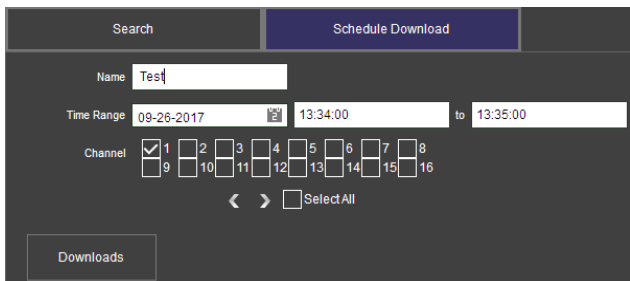 Search Schedule Download
Name Test
Time Range 09-26-2017 13:34:00 to 13:35:00
Channel 1 2 3 4 5 6 7 8
9 10 11 12 13 14 15 16
Select All
Downloads